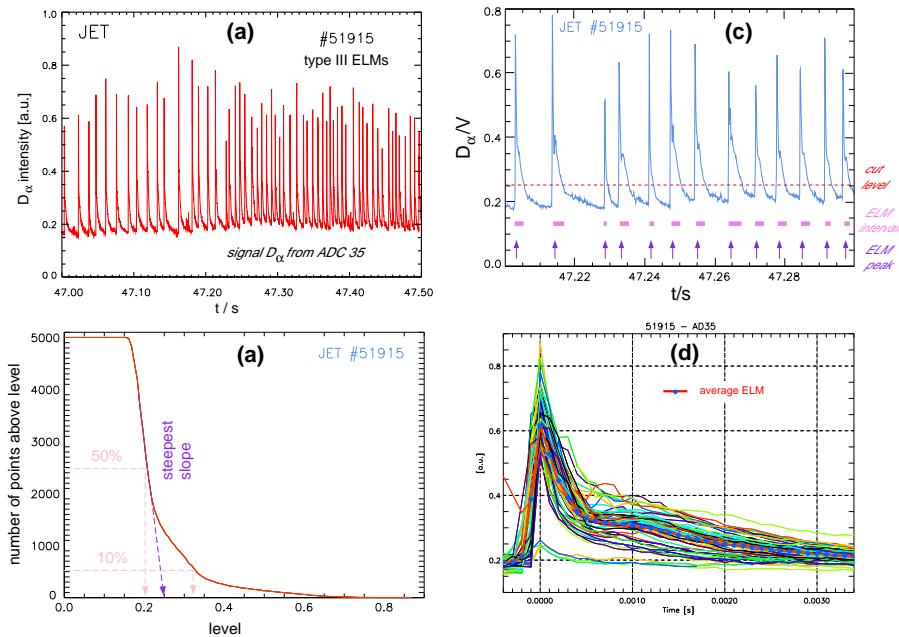 JET
(a)
#51915
type III ELMs
signal Dα from ADC 35
Dα intensity [a.u.]
1.0
0.8
0.6
0.4
0.2
0.0
47.00
47.10
47.20
47.30
47.40
47.50
t / s
JET #51915
(c)
Dα/V
0.8
0.6
0.4
0.2
0.0
cut
level
ELM
interval
ELM
peak
47.22
47.24
47.26
47.28
t/s
(a)
JET #51915
number of points above level
5000
4000
3000
2000
1000
0
50%
10%
steepest
slope
0.0
0.2
0.4
0.6
0.8
level
51915 – AD35
(d)
average ELM
[a.u.]
0.8
0.6
0.4
0.2
0.0000
0.0010
0.0020
0.0030
Time [s]